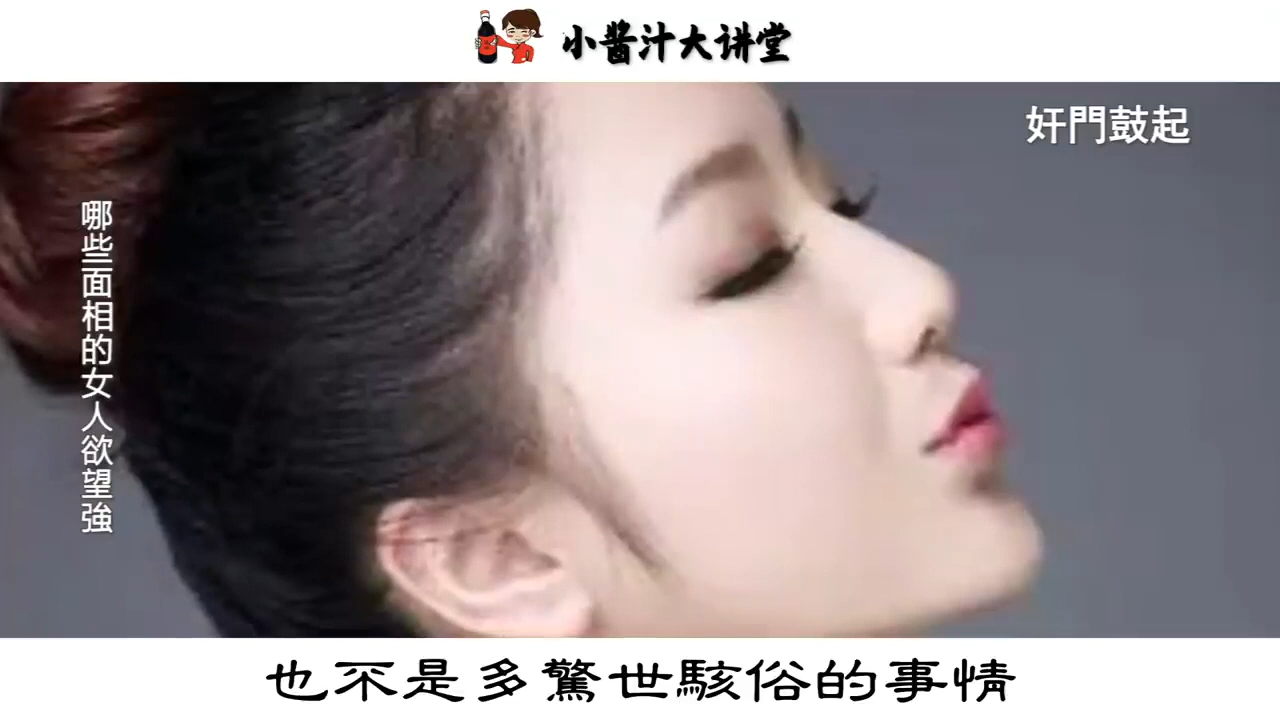 小酱汁大讲堂
奸門鼓起
哪些面相的女人欲望強
也不是多驚世駭俗的事情